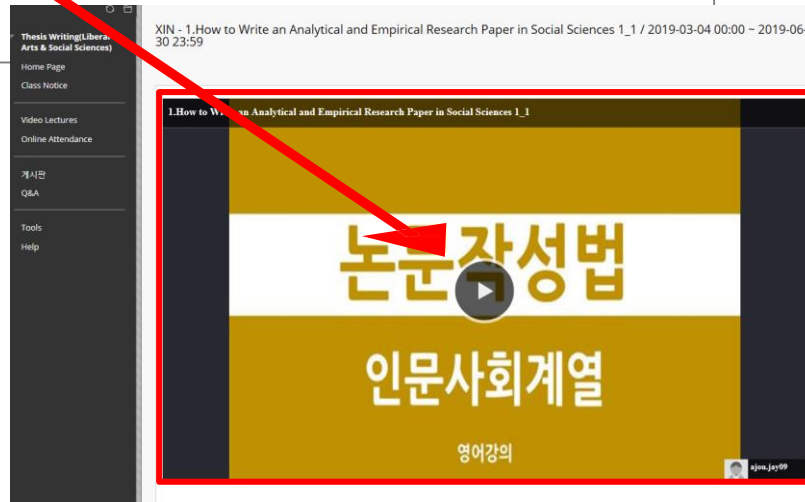 Thesis Writing(Liberal
Arts & Social Sciences)
Home Page
Class Notice
Video Lectures
Online Attendance
게시판
Q&A
Tools
Help
XIN - 1.How to Write an Analytical and Empirical Research Paper in Social Sciences 1_1 / 2019-03-04 00:00 ~ 2019-06-
30 23:59
1.How to Write an Analytical and Empirical Research Paper in Social Sciences 1_1
논문작성법
인문사회계열
영어강의
ajou.jay09